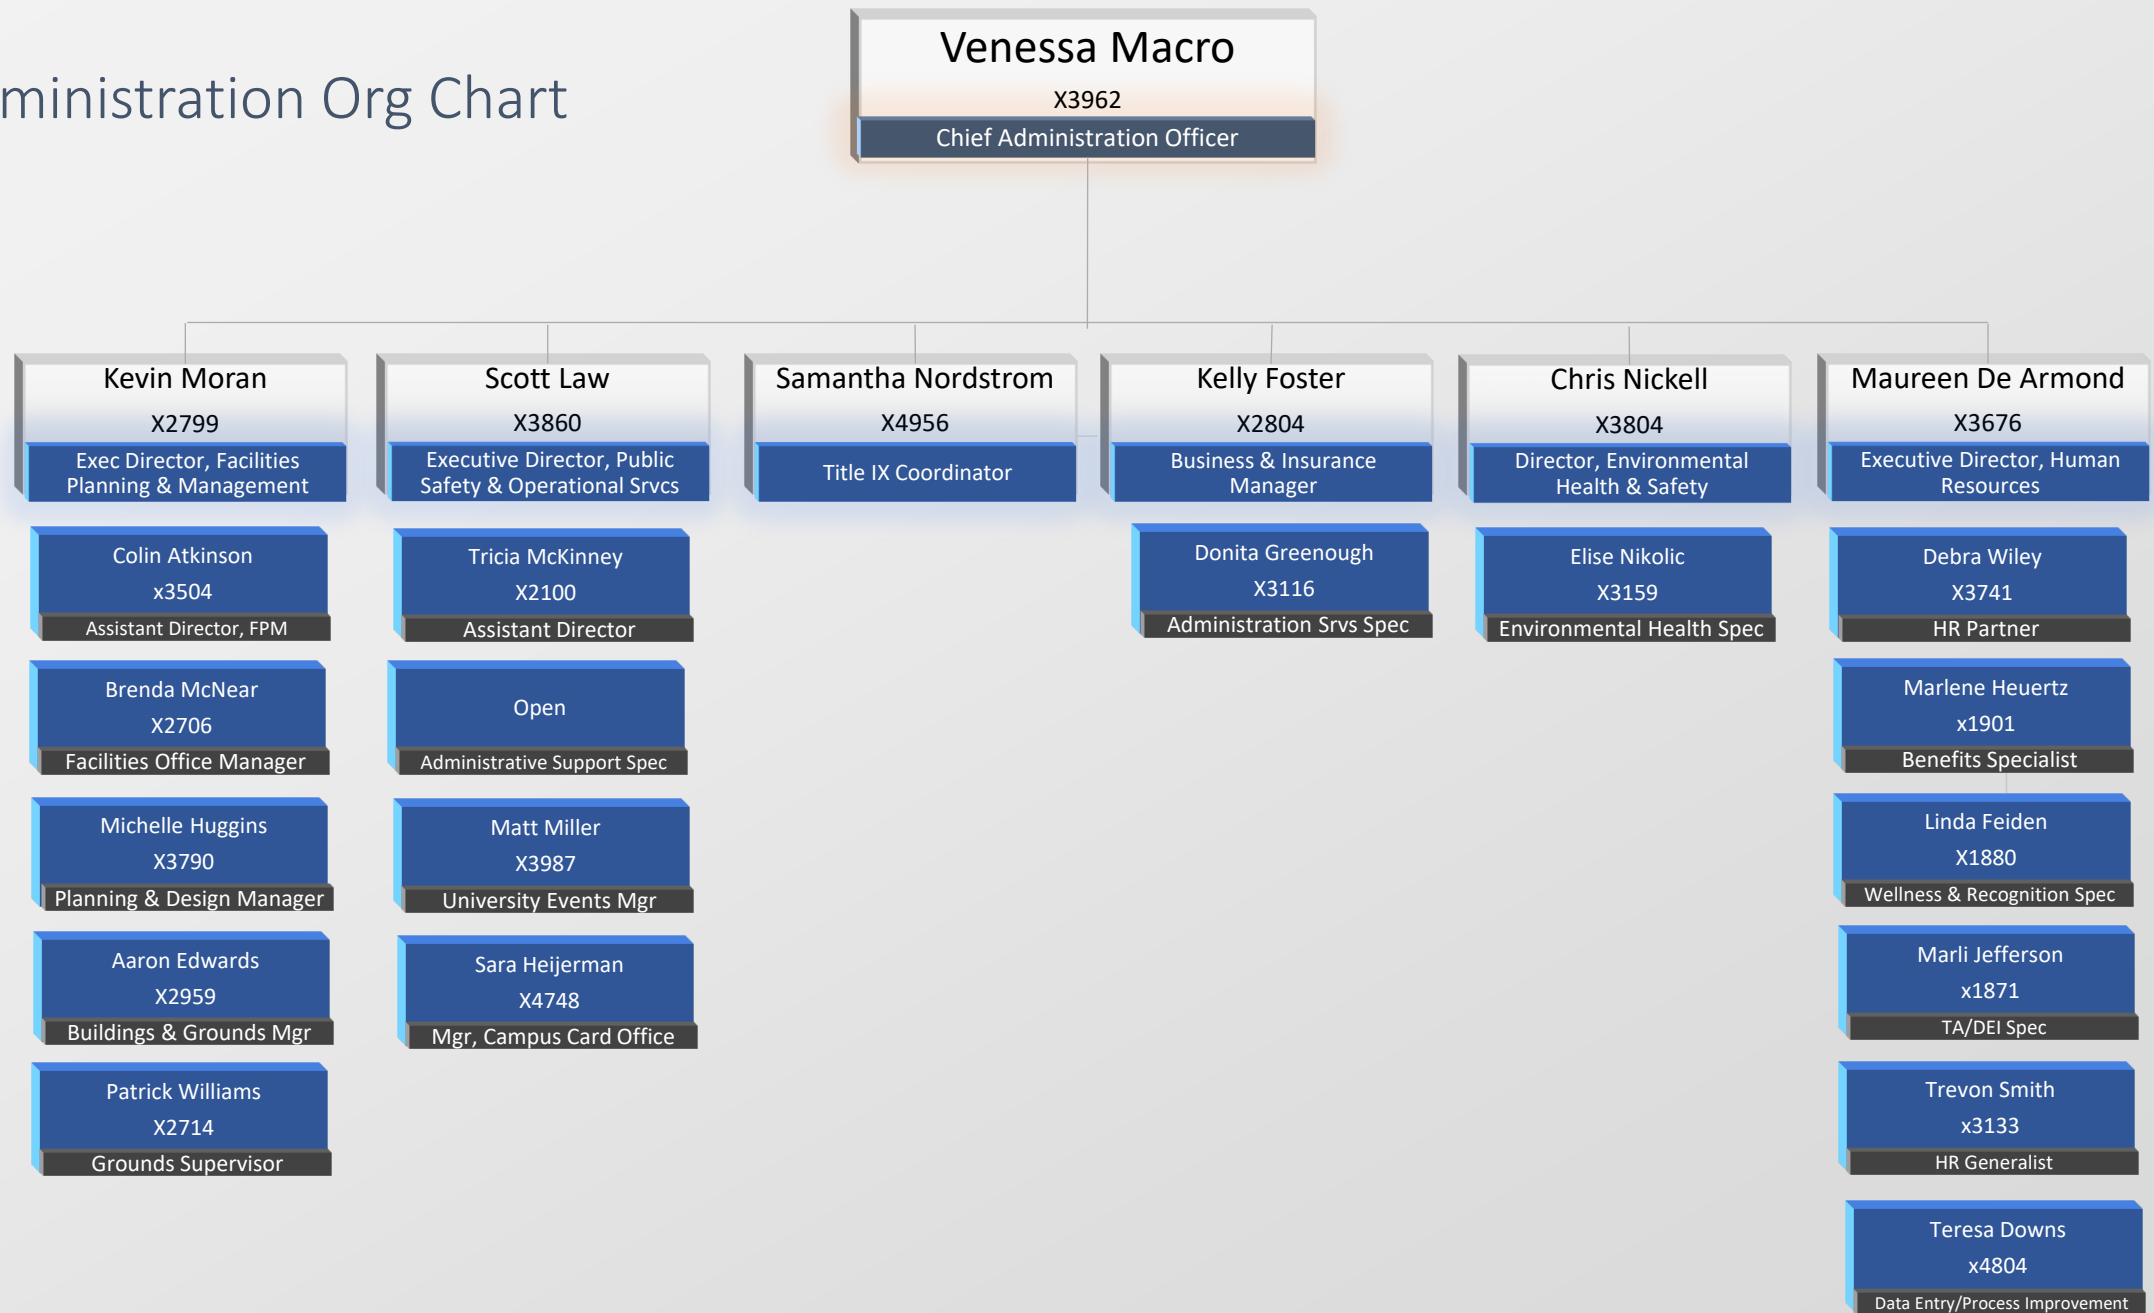 ministration Org Chart
Venessa Macro
X3962
Chief Administration Officer
Kevin Moran
X2799
Exec Director, Facilities
Planning & Management
Scott Law
X3860
Executive Director, Public
Safety & Operational Srvcs
Samantha Nordstrom
X4956
Title IX Coordinator
Kelly Foster
X2804
Business & Insurance
Manager
Chris Nickell
X3804
Director, Environmental
Health & Safety
Maureen De Armond
X3676
Executive Director, Human
Resources
Colin Atkinson
x3504
Assistant Director, FPM
Brenda McNear
X2706
Facilities Office Manager
Michelle Huggins
X3790
Planning & Design Manager
Aaron Edwards
X2959
Buildings & Grounds Mgr
Patrick Williams
X2714
Grounds Supervisor
Tricia McKinney
X2100
Assistant Director
Open
Administrative Support Spec
Matt Miller
X3987
University Events Mgr
Sara Heijerman
X4748
Mgr, Campus Card Office
Donita Greenough
X3116
Administration Srvs Spec
Elise Nikolic
X3159
Environmental Health Spec
Debra Wiley
X3741
HR Partner
Marlene Heuertz
x1901
Benefits Specialist
Linda Feiden
X1880
Wellness & Recognition Spec
Marli Jefferson
x1871
TA/DEI Spec
Trevon Smith
x3133
HR Generalist
Teresa Downs
x4804
Data Entry/Process Improvement